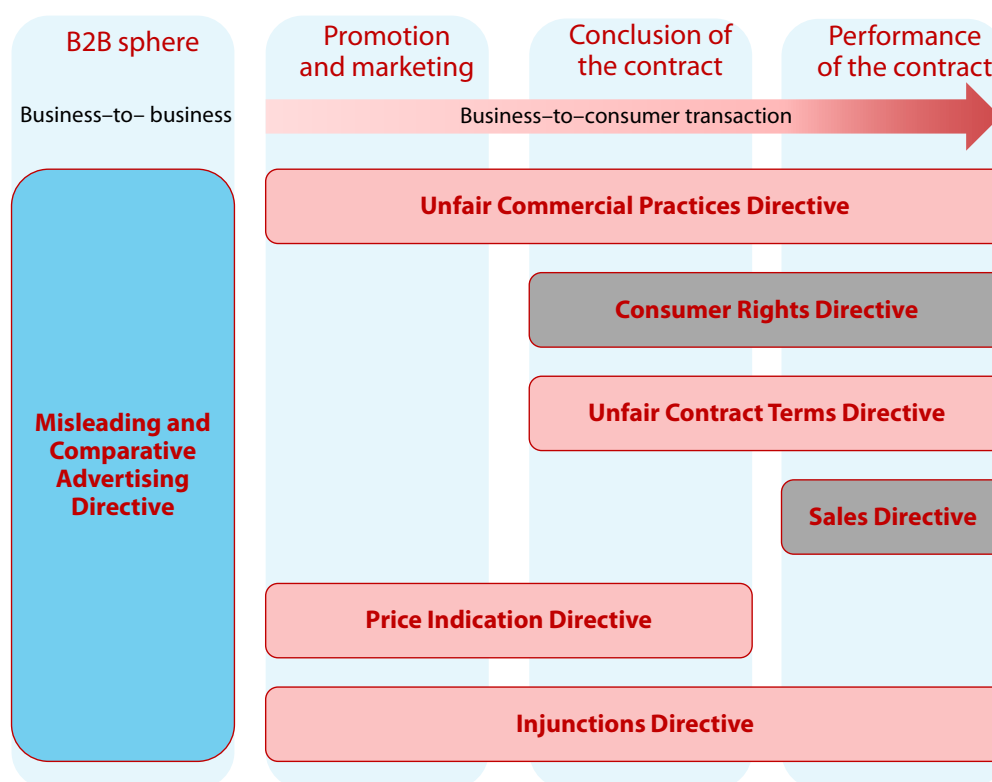 B2B sphere
Promotion
and marketing
Conclusion of
the contract
Performance
of the contract
Business–to– business
Business–to–consumer transaction
Unfair Commercial Practices Directive
Consumer Rights Directive
Unfair Contract Terms Directive
Misleading and
Comparative
Advertising
Directive
Sales Directive
Price Indication Directive
Injunctions Directive